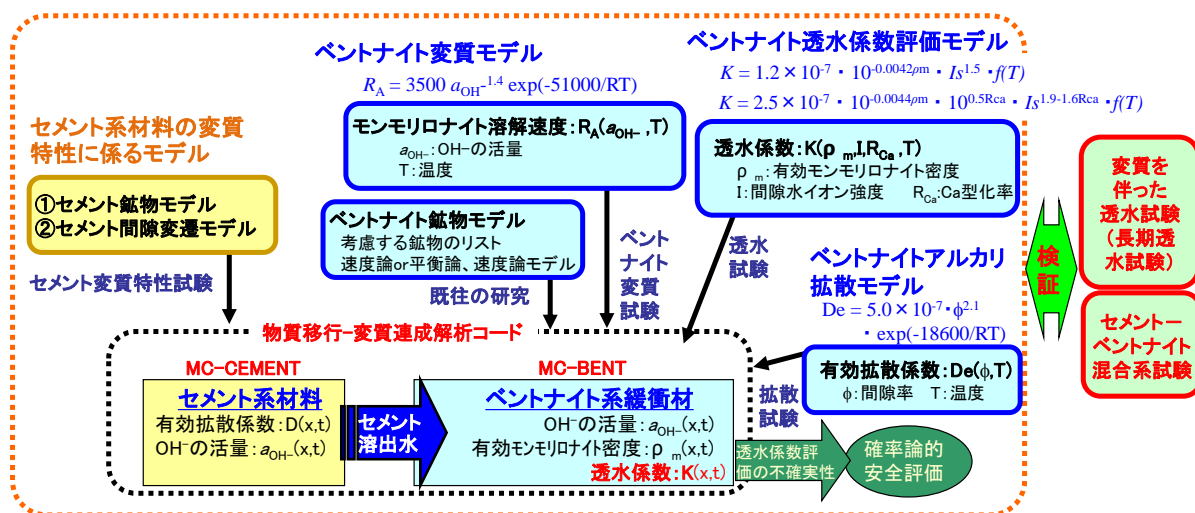 ベントナイト変質モデル
R_A = 3500 a_OH-^1.4 exp(-51000/RT)
ベントナイト透水係数評価モデル
K = 1.2×10^-7・10^-0.0042ρm・Is^1.5・f(T)
K = 2.5×10^-7・10^-0.0044ρm・10^0.5Rca・Is^1.9-1.6Rca・f(T)
セメント系材料の変質
特性に係るモデル
①セメント鉱物モデル
②セメント間隙変遷モデル
セメント変質特性試験
モンモリロナイト溶解速度:R_A(a_OH-,T)
a_OH-:OH-の活量
T:温度
ベントナイト鉱物モデル
考慮する鉱物のリスト
速度論or平衡論、速度論モデル
既往の研究
ベント
ナイト
変質
試験
透水係数:K(ρ_m,I,R_Ca,T)
ρ_m:有効モンモリロナイト密度
I:間隙水イオン強度 R_Ca:Ca型化率
透水
試験
ベントナイトアルカリ
拡散モデル
De = 5.0×10^-7・φ^2.1
・exp(-18600/RT)
有効拡散係数:De(φ,T)
φ:間隙率 T:温度
拡散
試験
物質移行-変質連成解析コード
MC-CEMENT
セメント系材料
有効拡散係数:D(x,t)
OH-の活量:a_OH-(x,t)
セメント
溶出水
MC-BENT
ベントナイト系緩衝材
OH-の活量:a_OH-(x,t)
有効モンモリロナイト密度:ρ_m(x,t)
透水係数:K(x,t)
透水係数評
価の不確実性
確率論的
安全評価
検証
変質を
伴った
透水試験
(長期透
水試験)
セメントー
ベントナイト
混合系試験